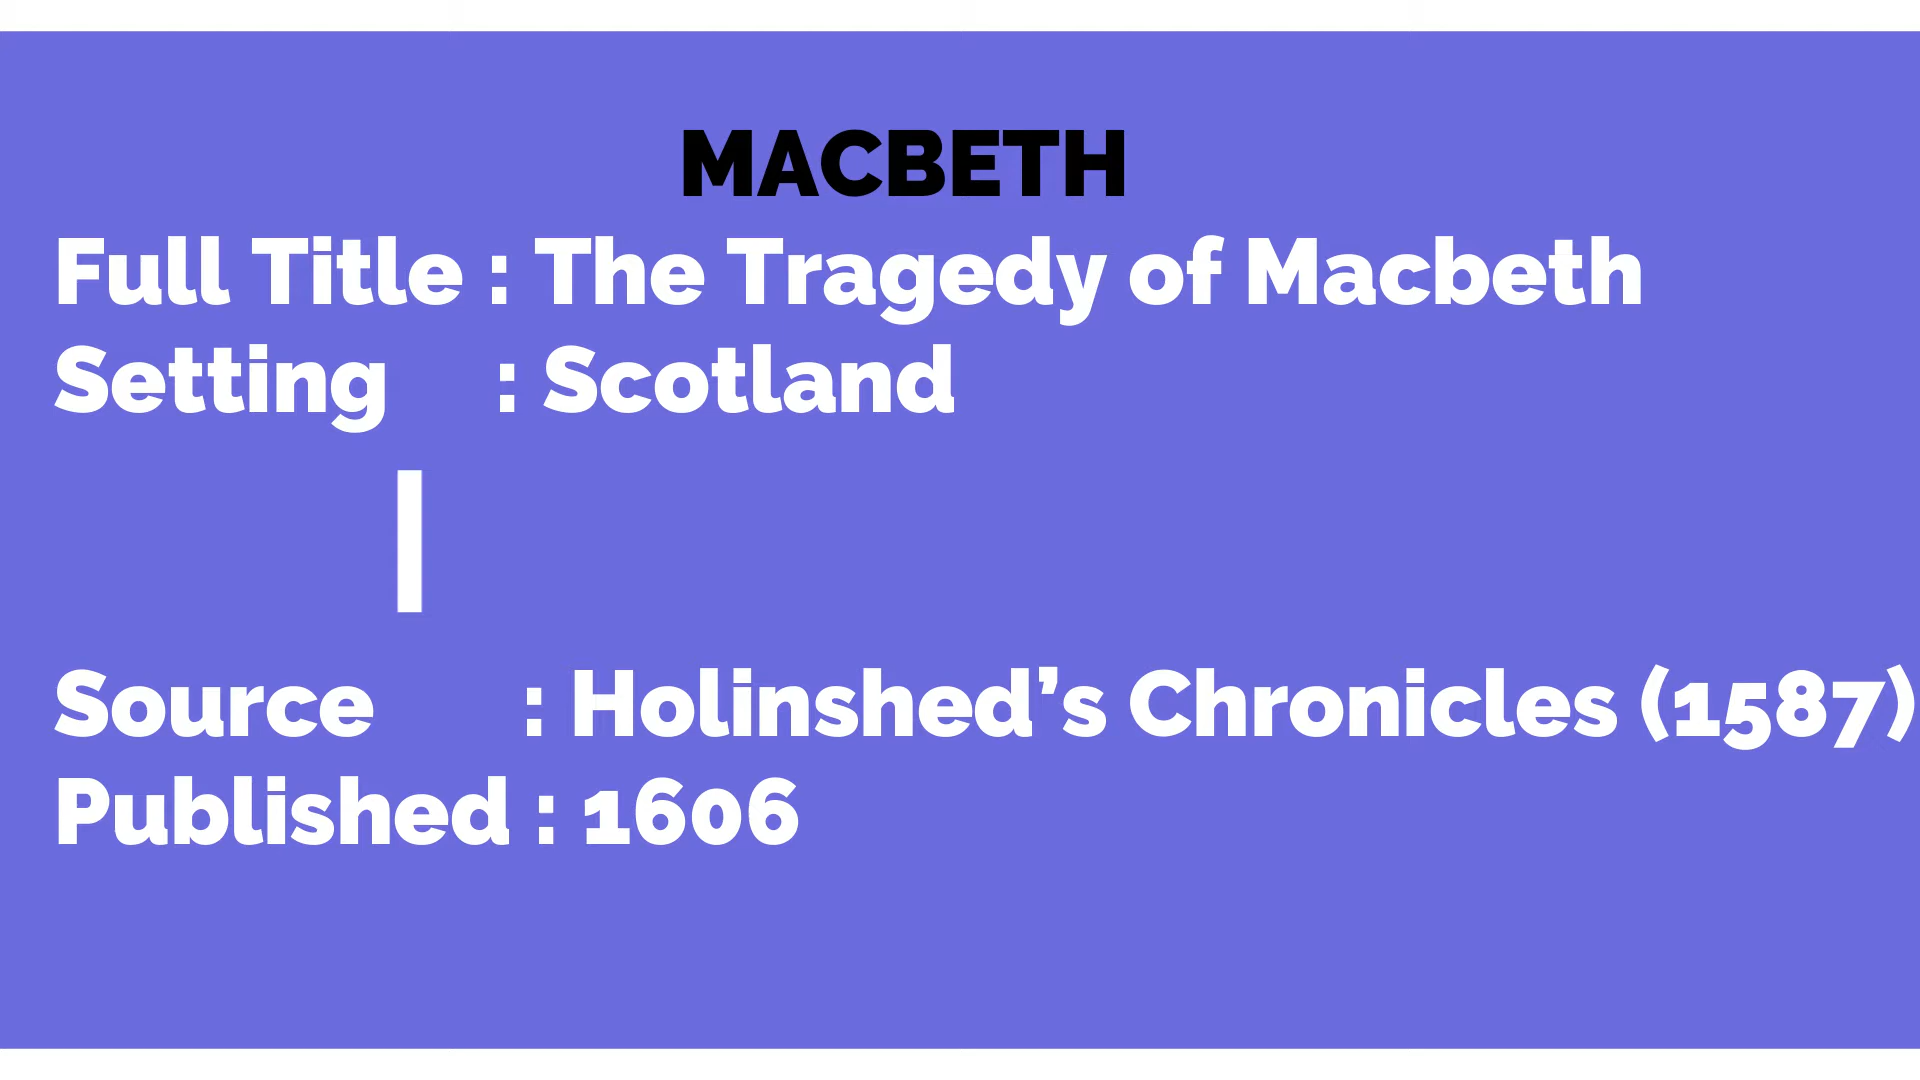 MACBETH
Full Title : The Tragedy of Macbeth
Setting : Scotland
Source : Holinshed’s Chronicles (1587)
Published : 1606